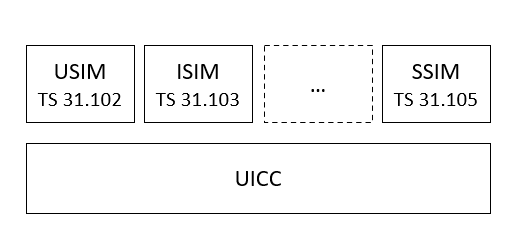 USIM
TS 31.102
ISIM
TS 31.103
...
SSIM
TS 31.105
UICC